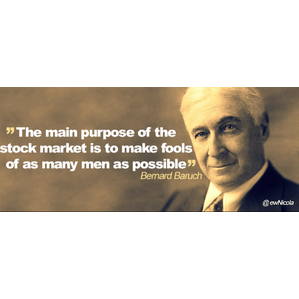 ”The main purpose of the
stock market is to make fools
of as many men as possible”
Bernard Baruch
@ewNicola